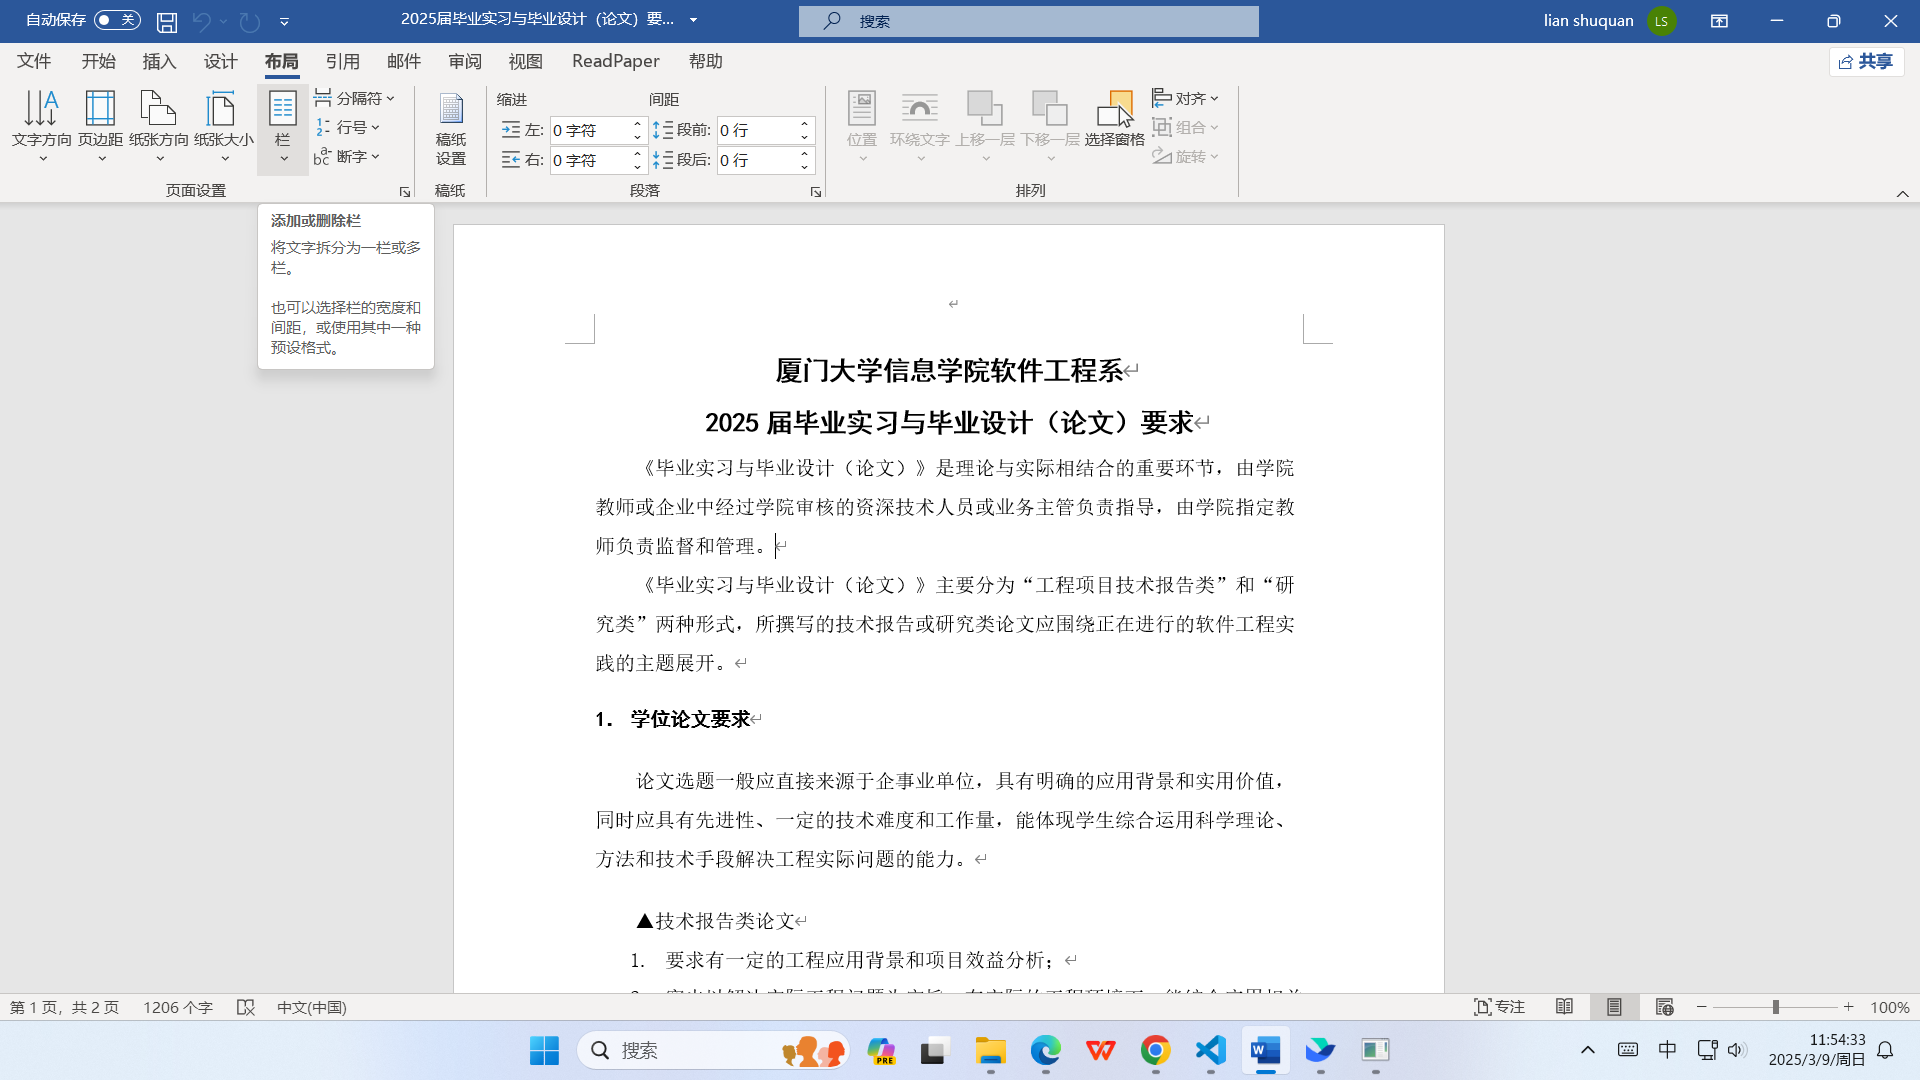 自动保存 关 2025届毕业实习与毕业设计（论文）要... 搜索 lian shuquan LS
文件 开始 插入 设计 布局 引用 邮件 审阅 视图 ReadPaper 帮助 共享
文字方向 页边距 纸张方向 纸张大小 栏 分隔符 行号 断字 页面设置
稿纸
设置
稿纸
缩进 间距
左: 0 字符 段前: 0 行
右: 0 字符 段后: 0 行
段落
位置 环绕文字 上移一层 下移一层 选择窗格 对齐 组合 旋转
排列
添加或删除栏
将文字拆分为一栏或多
栏。
也可以选择栏的宽度和
间距，或使用其中一种
预设格式。
厦门大学信息学院软件工程系
2025 届毕业实习与毕业设计（论文）要求
《毕业实习与毕业设计（论文）》是理论与实际相结合的重要环节，由学院
教师或企业中经过学院审核的资深技术人员或业务主管负责指导，由学院指定教
师负责监督和管理。
《毕业实习与毕业设计（论文）》主要分为“工程项目技术报告类”和“研
究类”两种形式，所撰写的技术报告或研究类论文应围绕正在进行的软件工程实
践的主题展开。
1. 学位论文要求
论文选题一般应直接来源于企事业单位，具有明确的应用背景和实用价值，
同时应具有先进性、一定的技术难度和工作量，能体现学生综合运用科学理论、
方法和技术手段解决工程实际问题的能力。
▲技术报告类论文
1. 要求有一定的工程应用背景和项目效益分析；
第 1 页，共 2 页 1206 个字 中文(中国) 专注 100%
搜索 PRE 中 11:54:33
2025/3/9/周日